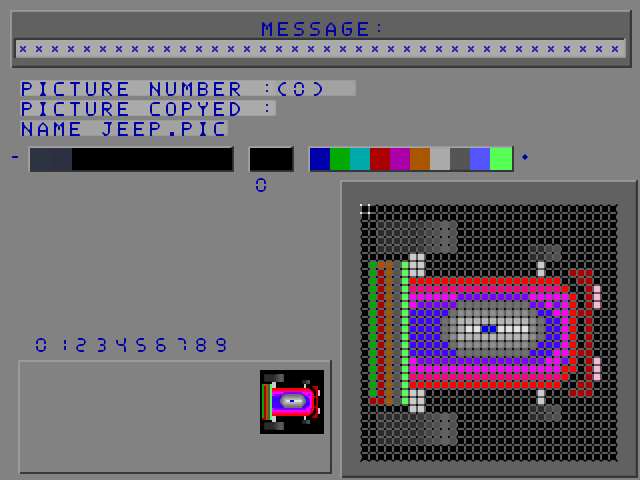 MESSAGE:
× × × × × × × × × × × × × × × × × × × × × × × × × × × × × × × × × × × × × ×
PICTURE NUMBER :(0)
PICTURE COPYED :
NAME JEEP.PIC
0
0 1 2 3 4 5 6 7 8 9